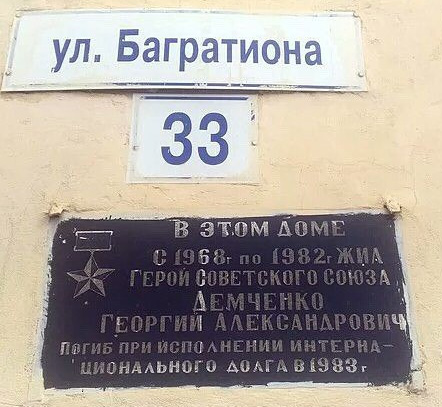 ул. Багратиона
33
В ЭТОМ ДОМЕ
С 1968г ПО 1982г ЖИЛ
ГЕРОЙ СОВЕТСКОГО СОЮЗА
ДЕМЧЕНКО
ГЕОРГИЙ АЛЕКСАНДРОВИЧ
ПОГИБ ПРИ ИСПОЛНЕНИИ ИНТЕРНА-
ЦИОНАЛЬНОГО ДОЛГА В 1983г